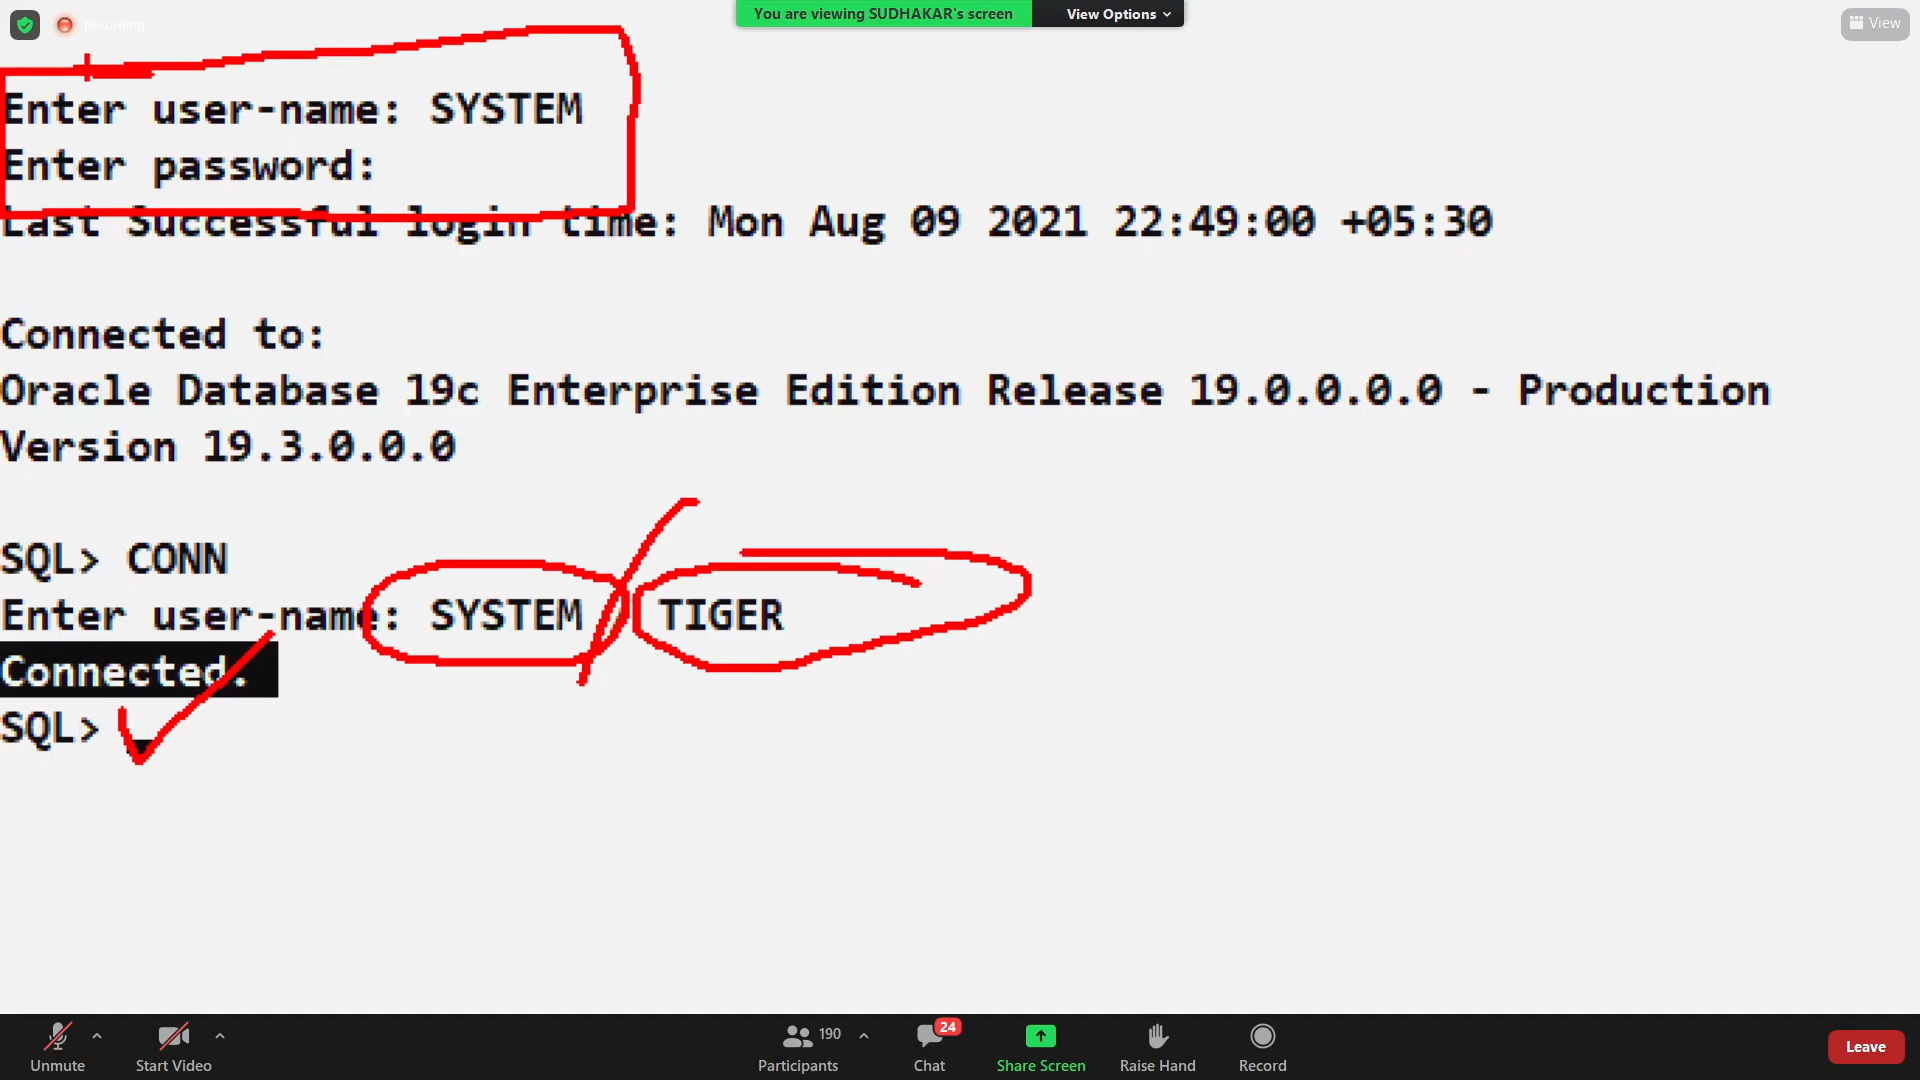 Recording
You are viewing SUDHAKAR's screen
View Options
View
Enter user-name: SYSTEM
Enter password:
Last Successful login time: Mon Aug 09 2021 22:49:00 +05:30
Connected to:
Oracle Database 19c Enterprise Edition Release 19.0.0.0.0 - Production
Version 19.3.0.0.0
SQL> CONN
Enter user-name: SYSTEM/TIGER
Connected.
SQL>
Unmute
Start Video
190
Participants
24
Chat
Share Screen
Raise Hand
Record
Leave